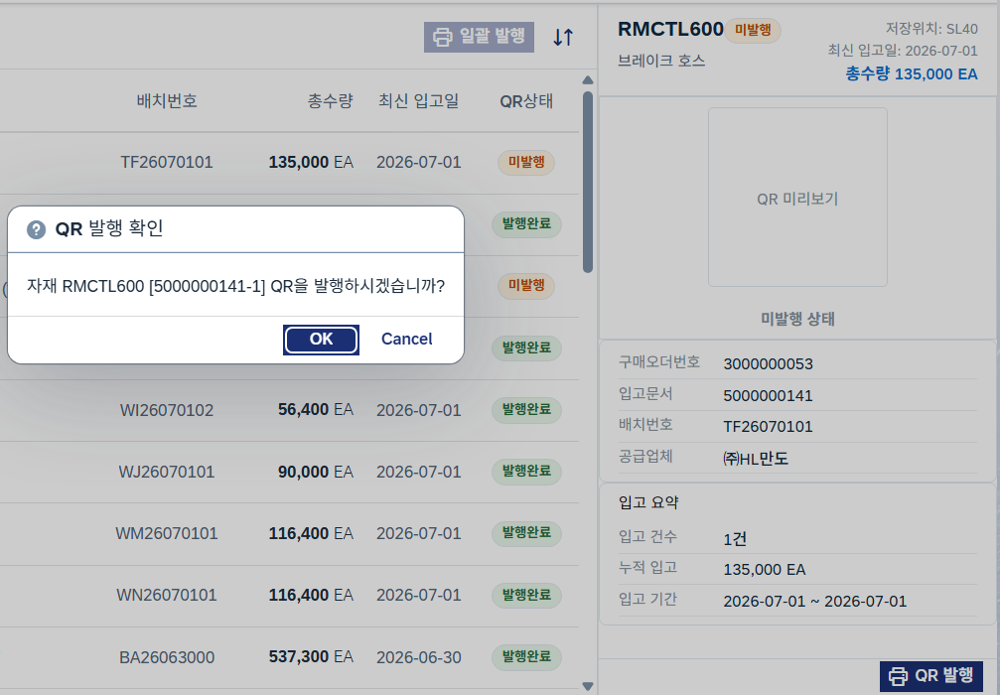 일괄 발행
배치번호 총수량 최신 입고일 QR상태
TF26070101 135,000 EA 2026-07-01 미발행
발행완료
미발행
발행완료
WI26070102 56,400 EA 2026-07-01 발행완료
WJ26070101 90,000 EA 2026-07-01 발행완료
WM26070101 116,400 EA 2026-07-01 발행완료
WN26070101 116,400 EA 2026-07-01 발행완료
BA26063000 537,300 EA 2026-06-30 발행완료
QR 발행 확인
자재 RMCTL600 [5000000141-1] QR을 발행하시겠습니까?
OK Cancel
RMCTL600 미발행
브레이크 호스
저장위치: SL40
최신 입고일: 2026-07-01
총수량 135,000 EA
QR 미리보기
미발행 상태
구매오더번호 3000000053
입고문서 5000000141
배치번호 TF26070101
공급업체 ㈜HL만도
입고 요약
입고 건수 1건
누적 입고 135,000 EA
입고 기간 2026-07-01 ~ 2026-07-01
QR 발행